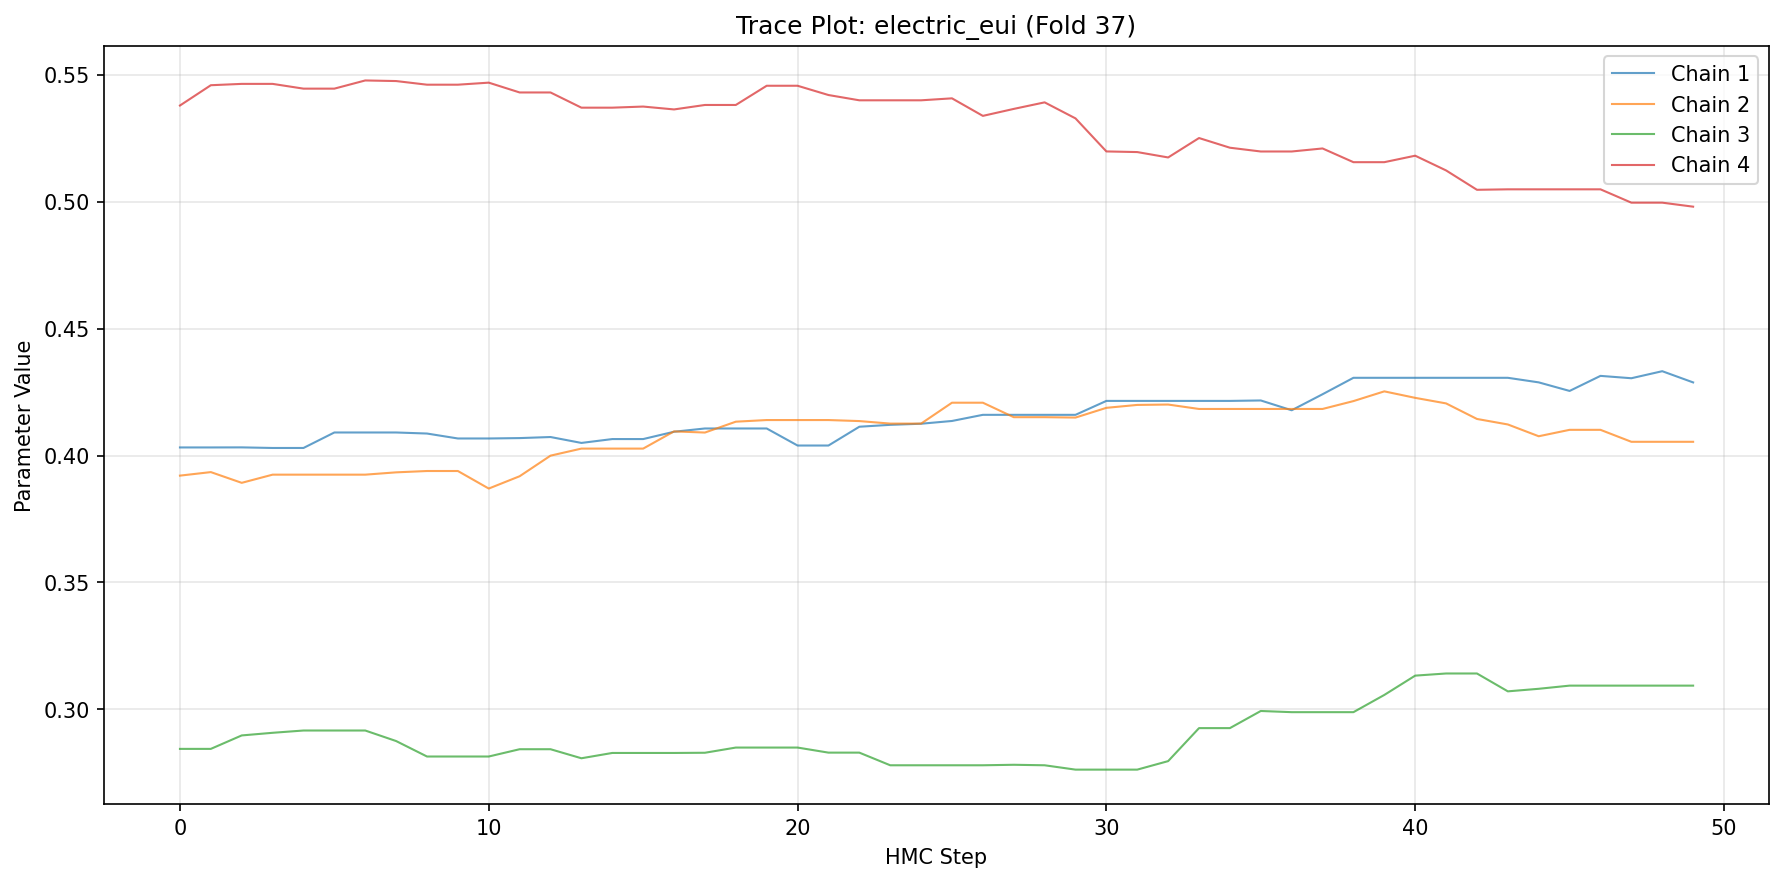 Trace Plot: electric_eui (Fold 37)
Chain 1
Chain 2
Chain 3
Chain 4
Parameter Value
0.55
0.50
0.45
0.40
0.35
0.30
0 10 20 30 40 50
HMC Step